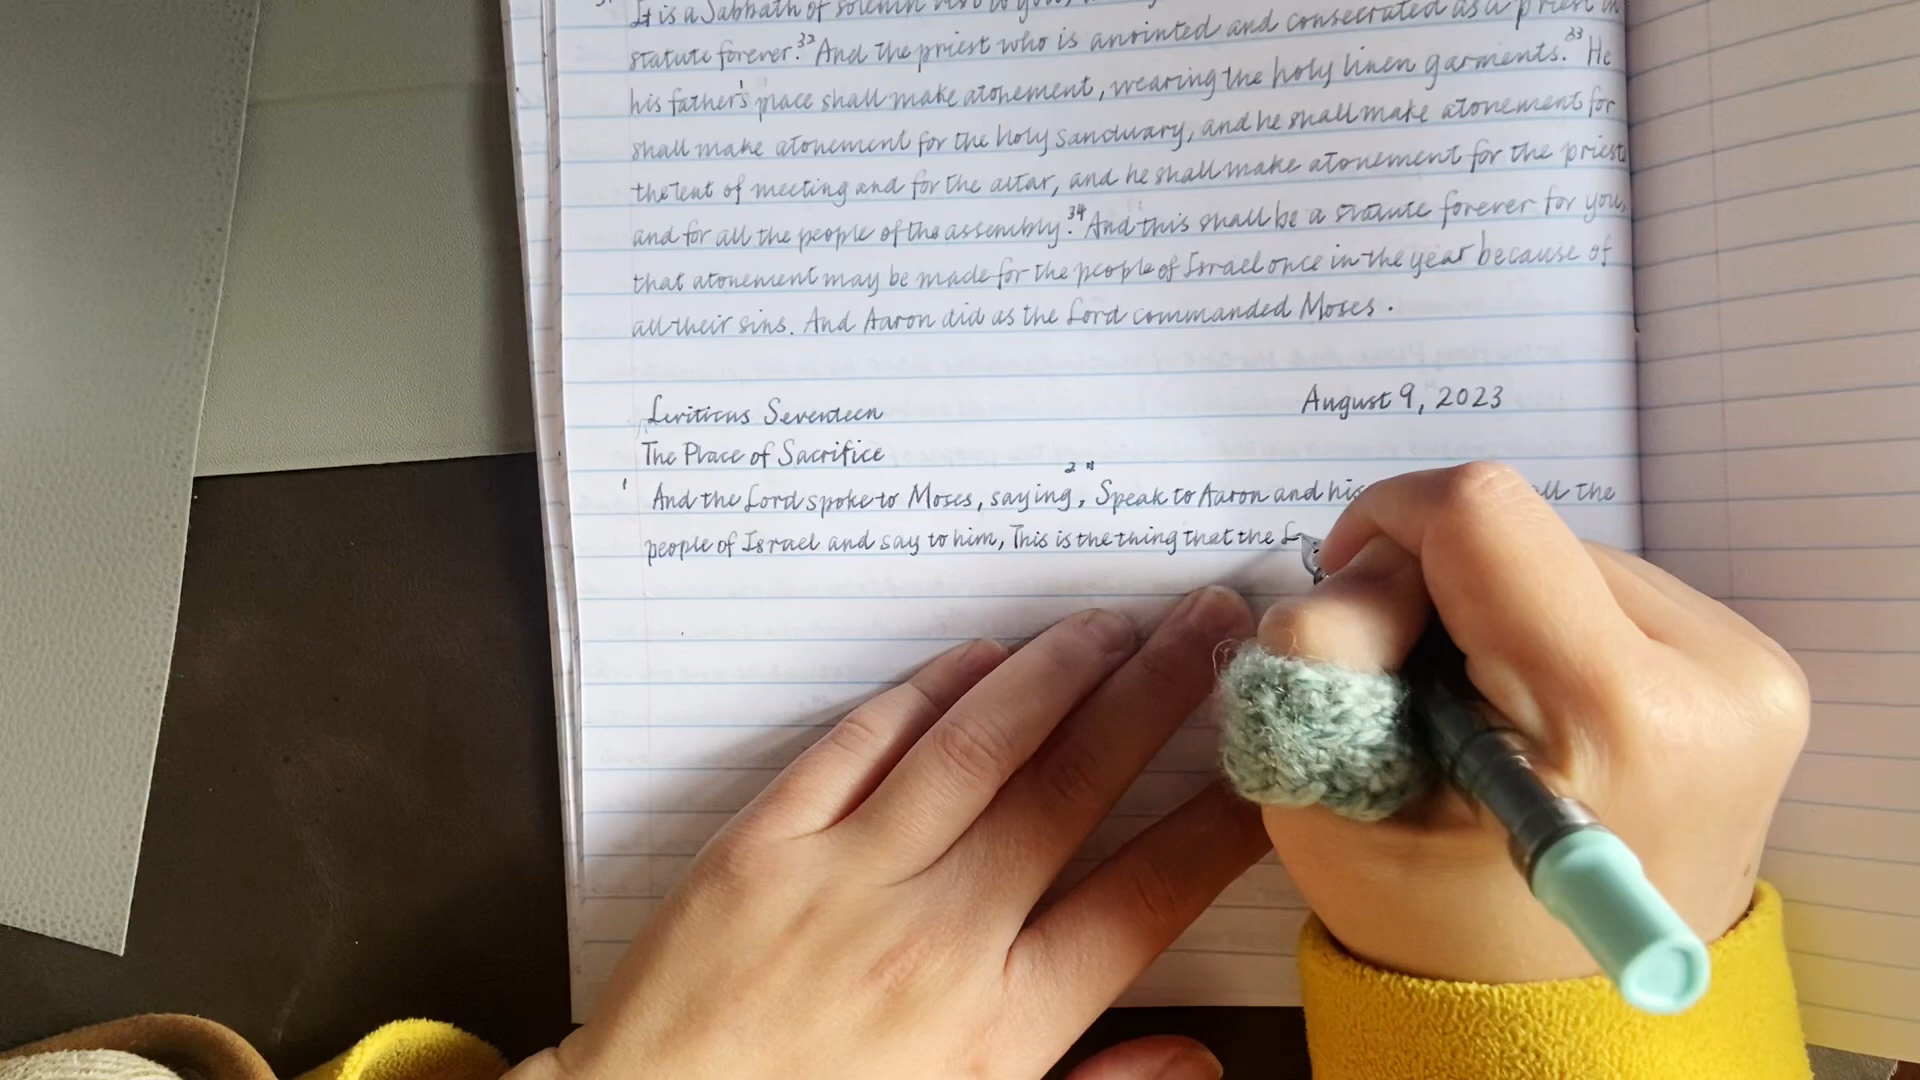 It is a Sabbath of solemn
statute forever.³² And the priest who is anointed and consecrated as a priest in
his father's place shall make atonement, wearing the holy linen garments.³³ He
shall make atonement for the holy sanctuary, and he shall make atonement for
the tent of meeting and for the altar, and he shall make atonement for the priests
and for all the people of the assembly.³⁴ And this shall be a statute forever for you,
that atonement may be made for the people of Israel once in the year because of
all their sins. And Aaron did as the Lord commanded Moses.
Leviticus Seventeen August 9, 2023
The Place of Sacrifice
¹ And the Lord spoke to Moses, saying, ² " Speak to Aaron and his all the
people of Israel and say to him, This is the thing that the L